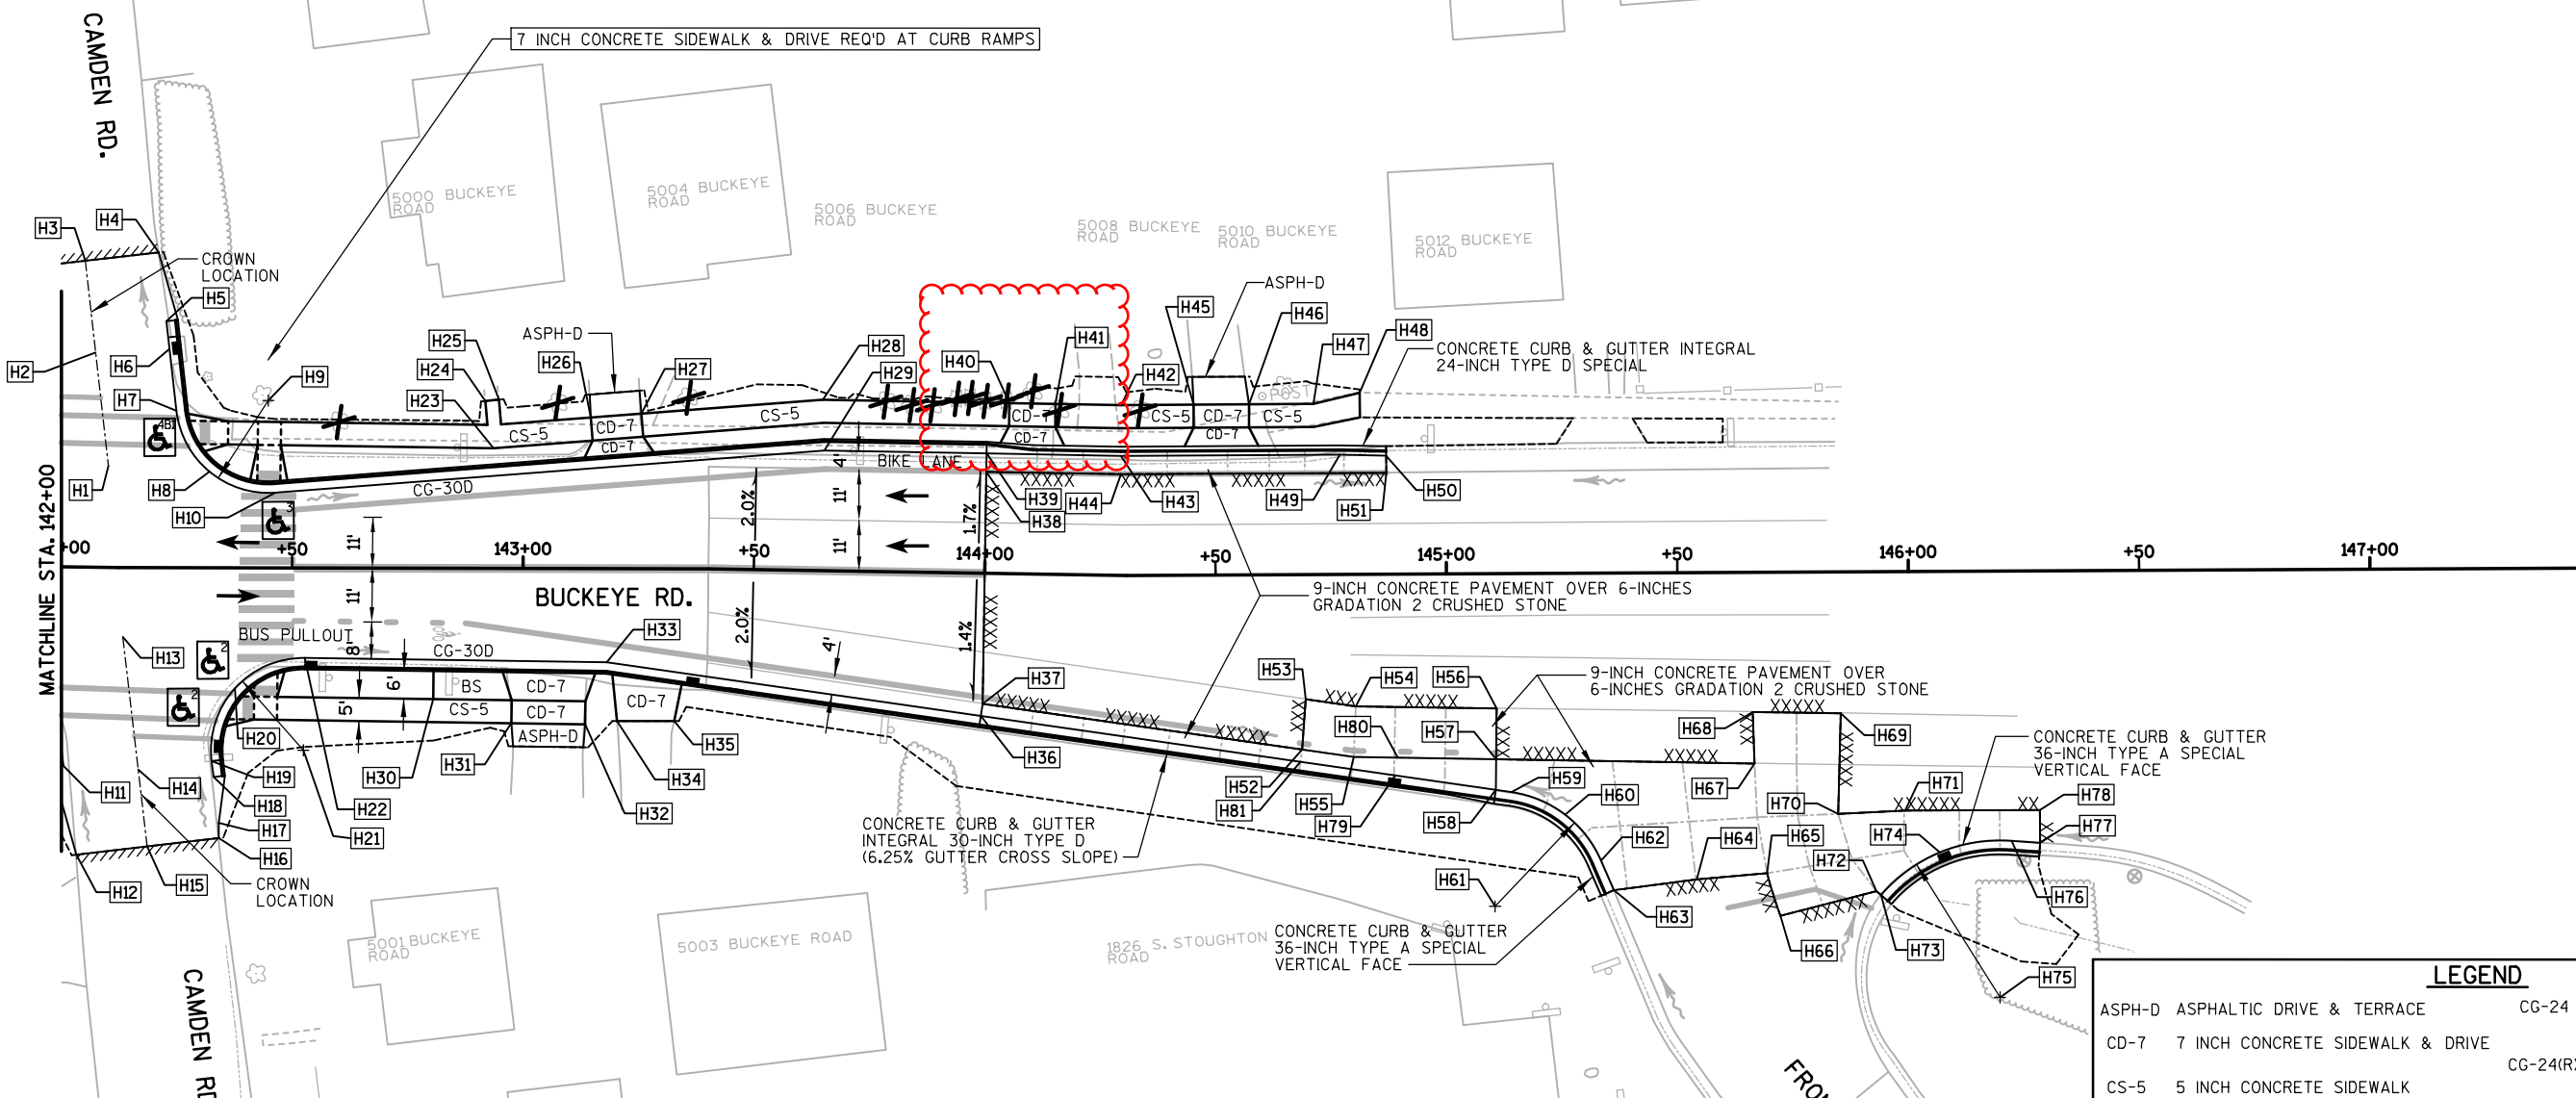 CAMDEN RD.
7 INCH CONCRETE SIDEWALK & DRIVE REQ'D AT CURB RAMPS
5000 BUCKEYE
ROAD
5004 BUCKEYE
ROAD
5006 BUCKEYE
ROAD
5008 BUCKEYE
ROAD
5010 BUCKEYE
ROAD
5012 BUCKEYE
ROAD
H3
H4
CROWN
LOCATION
H5
H2
H6
H7
H9
H1
H8
H10
H25
ASPH-D
H24
H26
H27
H23
H28
H29
H40
H41
H42
H45
ASPH-D
H46
H47
H48
CONCRETE CURB & GUTTER INTEGRAL
24-INCH TYPE D SPECIAL
POST
4B1
3
CS-5
CD-7
CD-7
CS-5
CD-7
CD-7
CS-5
CD-7
CS-5
CD-7
BIKE LANE
4'
CG-30D
H39
H38
H44
H43
H49
H51
H50
2.0%
11'
11'
1.7%
11'
MATCHLINE STA. 142+00
+00
+50
143+00
+50
144+00
+50
145+00
+50
146+00
+50
147+00
BUCKEYE RD.
11'
2.0%
1.4%
9-INCH CONCRETE PAVEMENT OVER 6-INCHES
GRADATION 2 CRUSHED STONE
BUS PULLOUT
8'
H13
2
2
CG-30D
H33
4'
6'
5'
BS
CD-7
CS-5
CD-7
ASPH-D
CD-7
H37
H53
H54
H56
9-INCH CONCRETE PAVEMENT OVER
6-INCHES GRADATION 2 CRUSHED STONE
H80
H57
H68
H69
CONCRETE CURB & GUTTER
36-INCH TYPE A SPECIAL
VERTICAL FACE
H20
H19
H18
H17
H16
H11
H14
H12
H15
CROWN
LOCATION
H22
H21
H30
H31
H32
H34
H35
H36
H52
H81
H55
H79
H58
H59
H60
H62
H67
H70
H71
H78
H77
H64
H65
H74
H72
H61
H63
H66
H73
H76
H75
CONCRETE CURB & GUTTER
INTEGRAL 30-INCH TYPE D
(6.25% GUTTER CROSS SLOPE)
5001 BUCKEYE
ROAD
5003 BUCKEYE ROAD
1826 S. STOUGHTON
ROAD
CONCRETE CURB & GUTTER
36-INCH TYPE A SPECIAL
VERTICAL FACE
CAMDEN RD
FRO
LEGEND
ASPH-D ASPHALTIC DRIVE & TERRACE CG-24
CD-7 7 INCH CONCRETE SIDEWALK & DRIVE
CG-24(R)
CS-5 5 INCH CONCRETE SIDEWALK